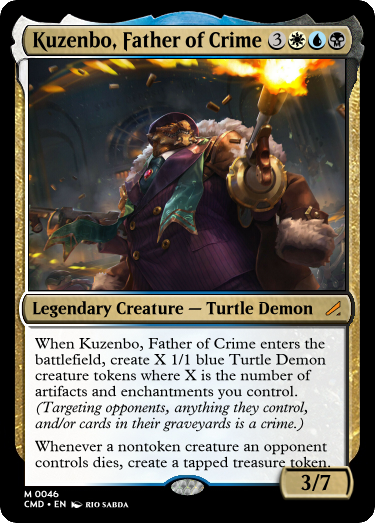 Kuzenbo, Father of Crime 3
Legendary Creature — Turtle Demon
When Kuzenbo, Father of Crime enters the
battlefield, create X 1/1 blue Turtle Demon
creature tokens where X is the number of
artifacts and enchantments you control.
(Targeting opponents, anything they control,
and/or cards in their graveyards is a crime.)
Whenever a nontoken creature an opponent
controls dies, create a tapped treasure token.
3/7
M 0046
CMD • EN RIO SABDA